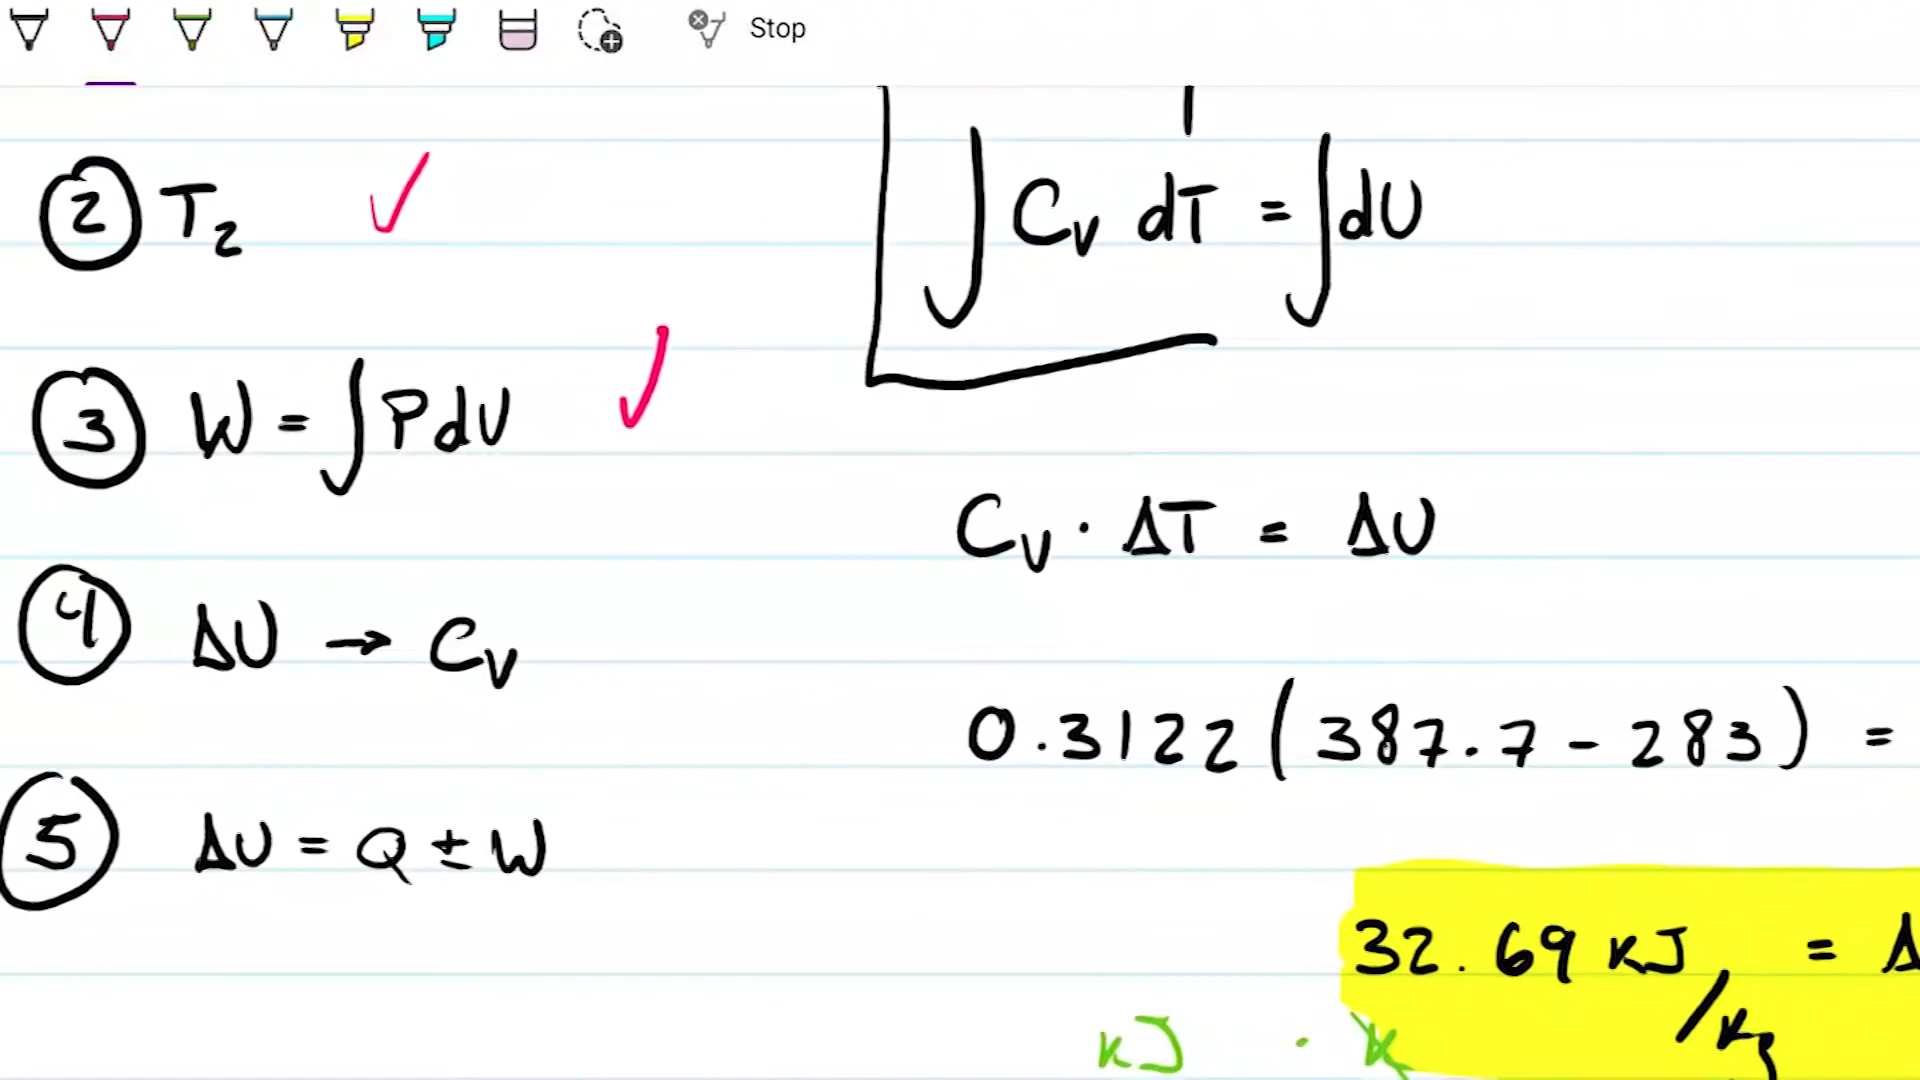 Stop
② T₂ ✓
∫ Cv dT = ∫ dU
③ W = ∫ P dV ✓
Cv · ΔT = ΔU
④ ΔU → Cv
0.3122 (387.7 - 283) =
⑤ ΔU = Q ± W
32.69 kJ/kg = Δ
kJ · k